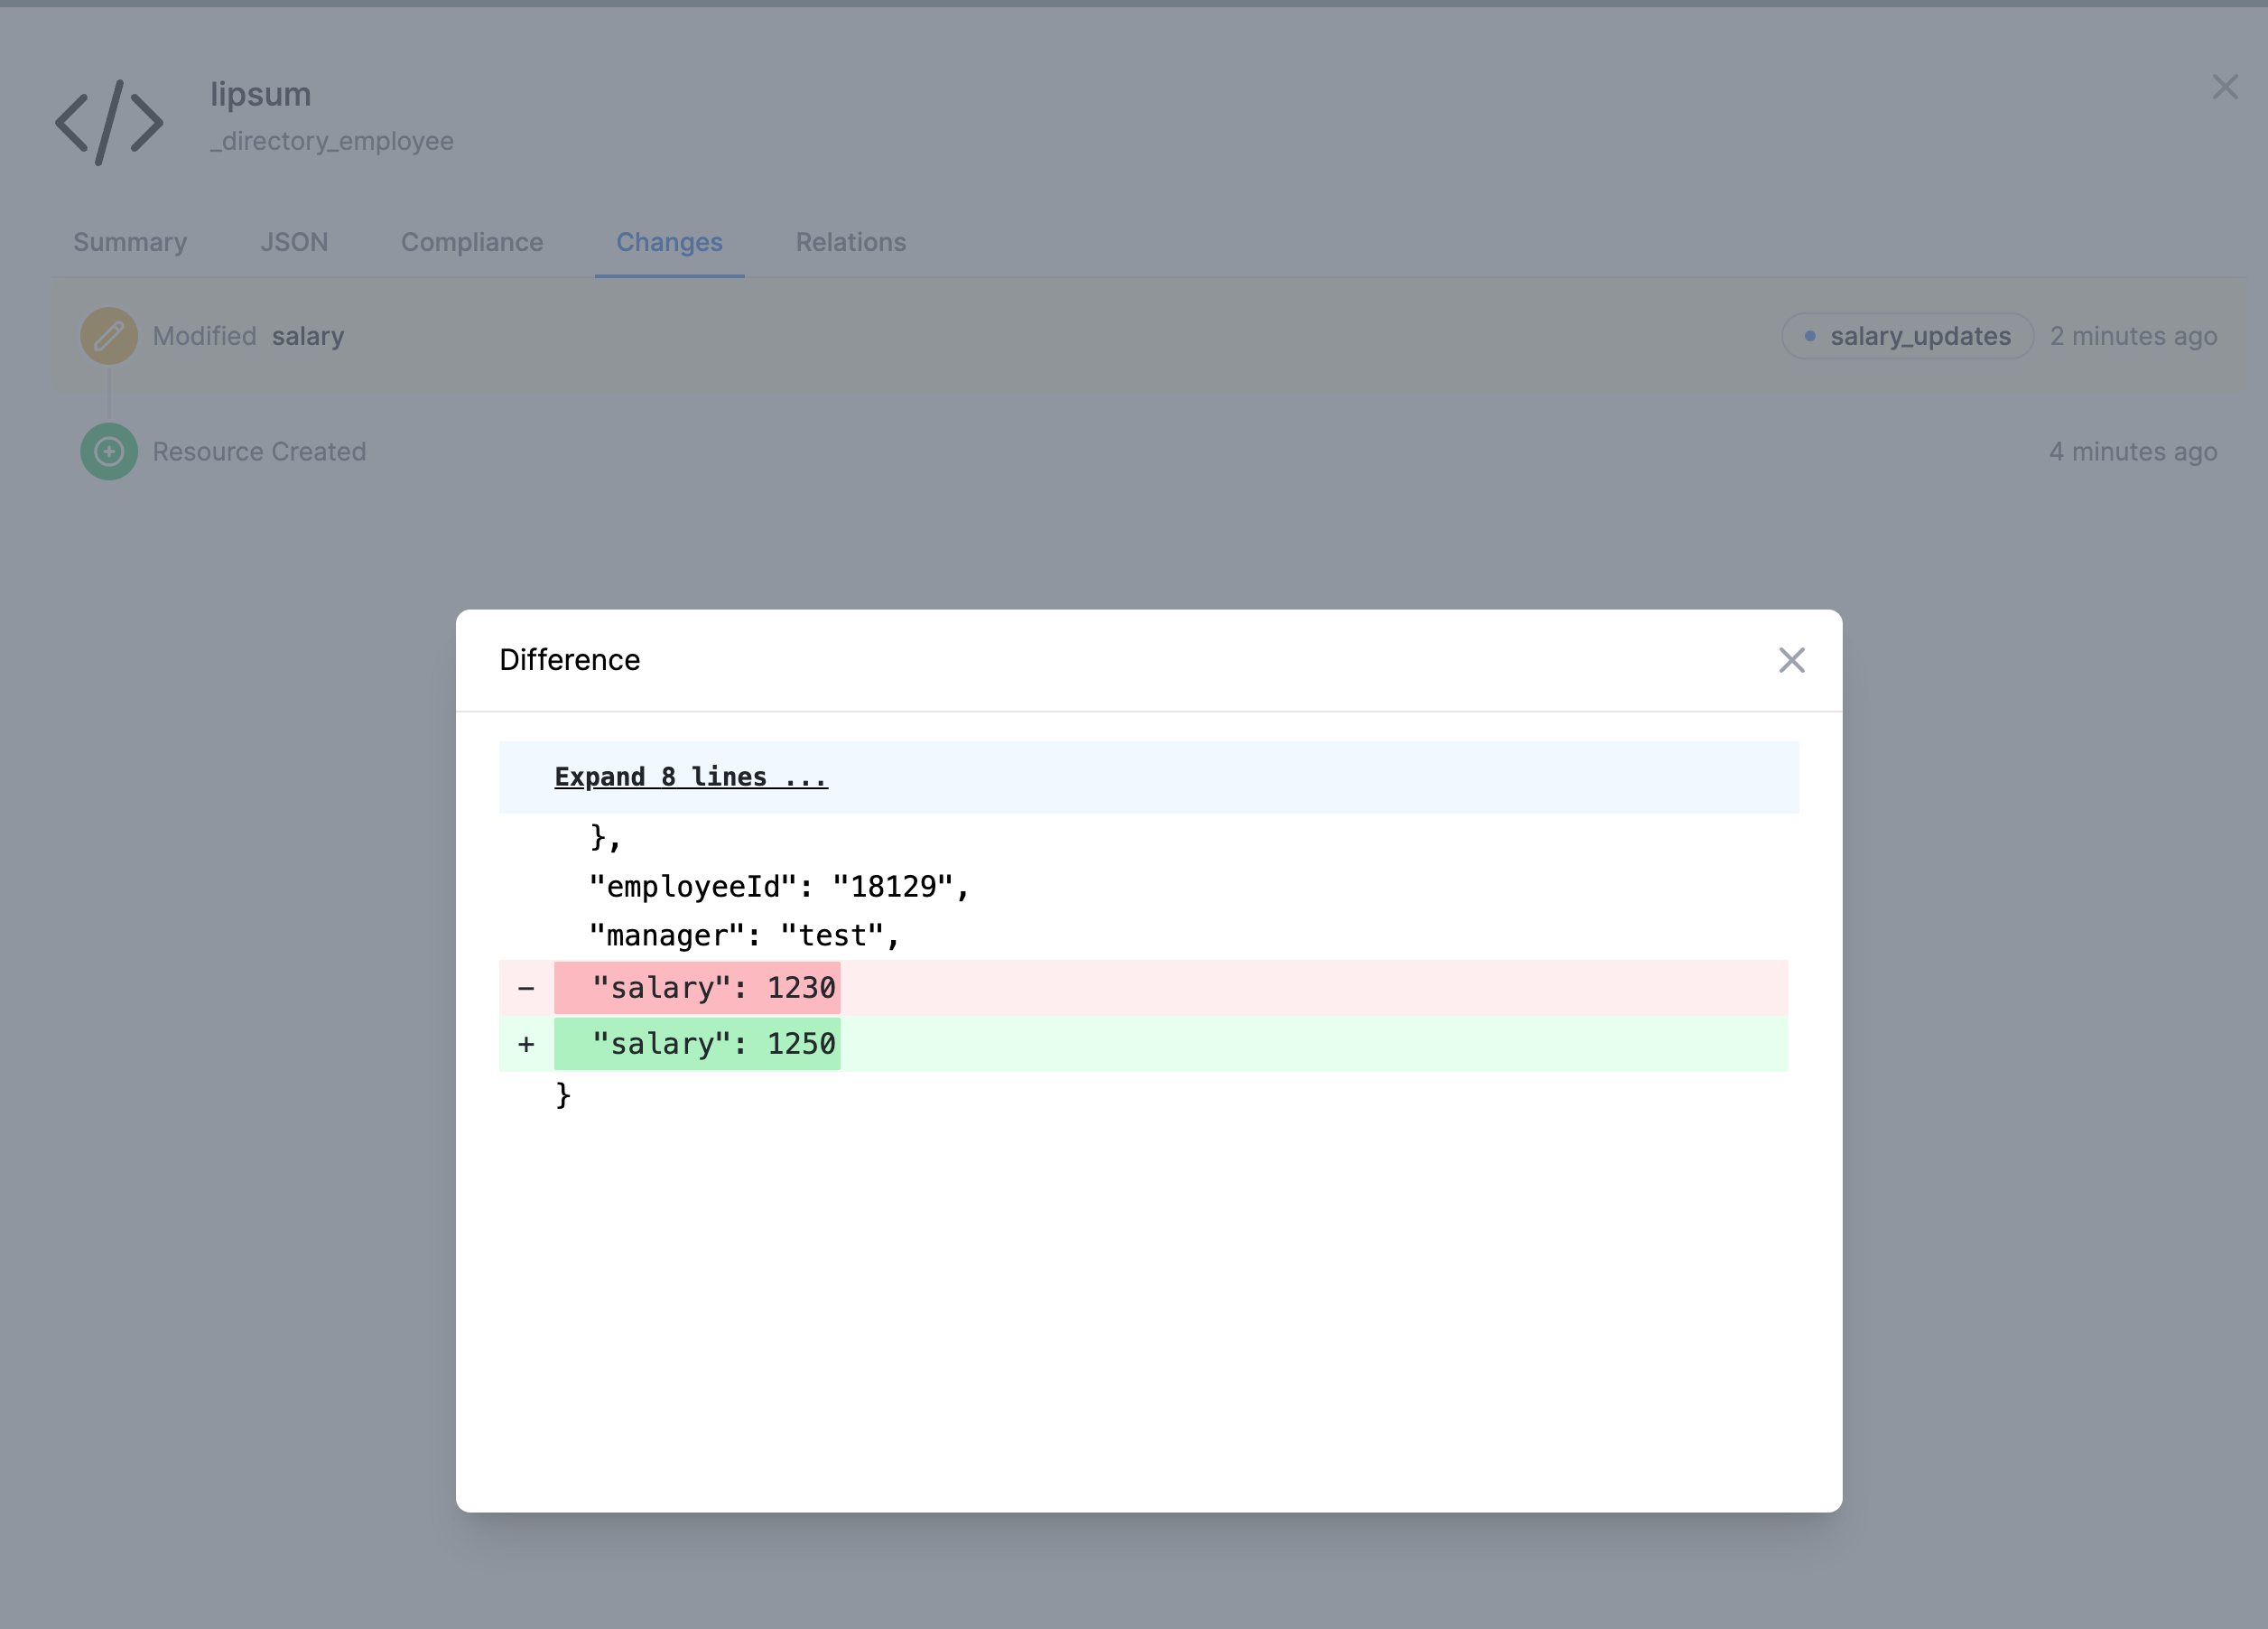 lipsum
_directory_employee
Summary JSON Compliance Changes Relations
Modified salary salary_updates 2 minutes ago
Resource Created 4 minutes ago
Difference
Expand 8 lines ...
},
"employeeId": "18129",
"manager": "test",
- "salary": 1230
+ "salary": 1250
}